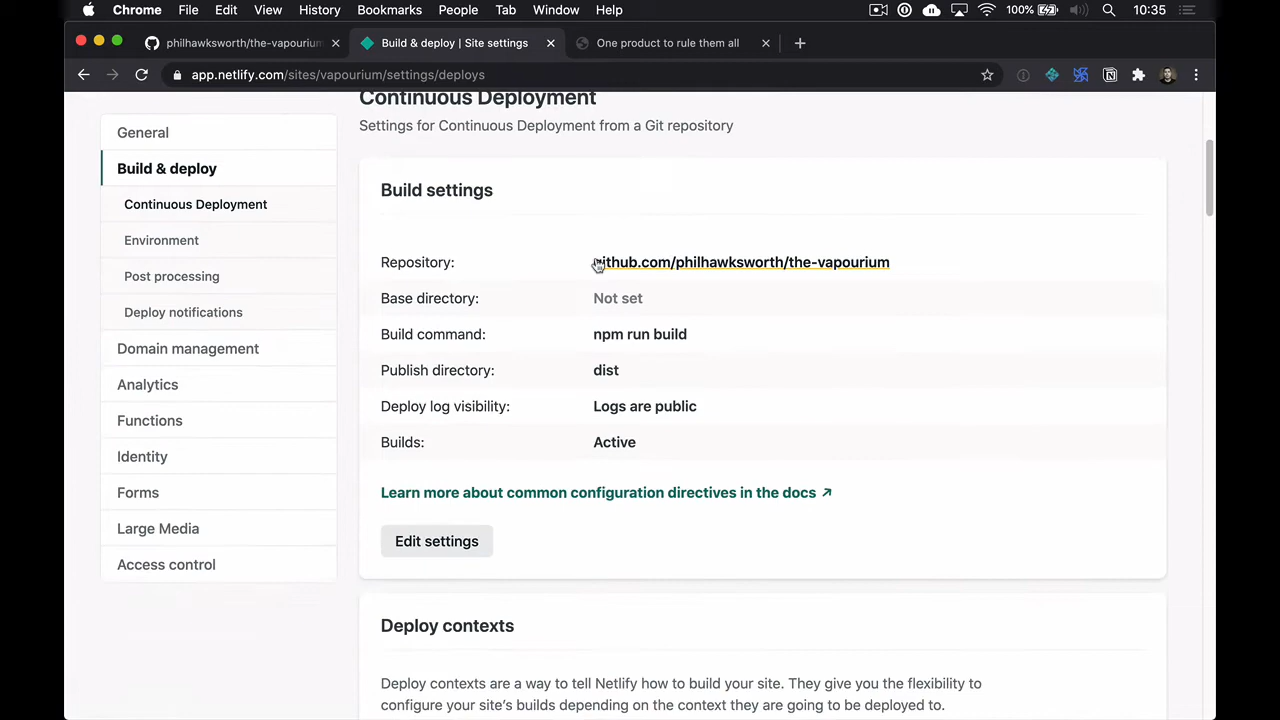 Chrome File Edit View History Bookmarks People Tab Window Help 100% 10:35
philhawksworth/the-vapourium Build & deploy | Site settings One product to rule them all
app.netlify.com/sites/vapourium/settings/deploys
Continuous Deployment
Settings for Continuous Deployment from a Git repository
General
Build & deploy
Continuous Deployment
Environment
Post processing
Deploy notifications
Domain management
Analytics
Functions
Identity
Forms
Large Media
Access control
Build settings
Repository: github.com/philhawksworth/the-vapourium
Base directory: Not set
Build command: npm run build
Publish directory: dist
Deploy log visibility: Logs are public
Builds: Active
Learn more about common configuration directives in the docs ↗
Edit settings
Deploy contexts
Deploy contexts are a way to tell Netlify how to build your site. They give you the flexibility to
configure your site's builds depending on the context they are going to be deployed to.